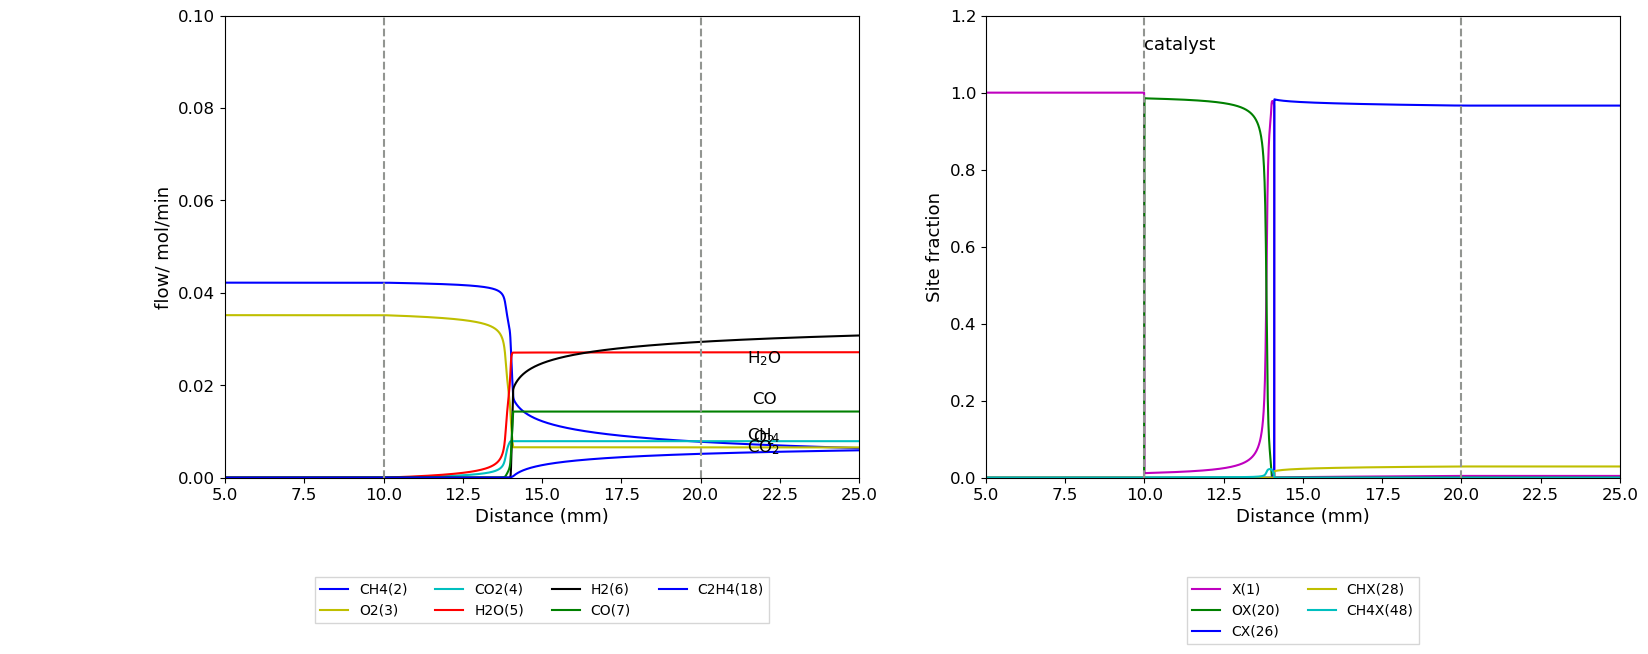 0.10
0.08
0.06
0.04
0.02
0.00
flow/ mol/min
H₂O
CO
CH₄
O₂
CO₂
5.0 7.5 10.0 12.5 15.0 17.5 20.0 22.5 25.0
Distance (mm)
CH4(2) CO2(4) H2(6) C2H4(18)
O2(3) H2O(5) CO(7)
1.2
1.0
0.8
0.6
0.4
0.2
0.0
Site fraction
catalyst
5.0 7.5 10.0 12.5 15.0 17.5 20.0 22.5 25.0
Distance (mm)
X(1) CHX(28)
OX(20) CH4X(48)
CX(26)